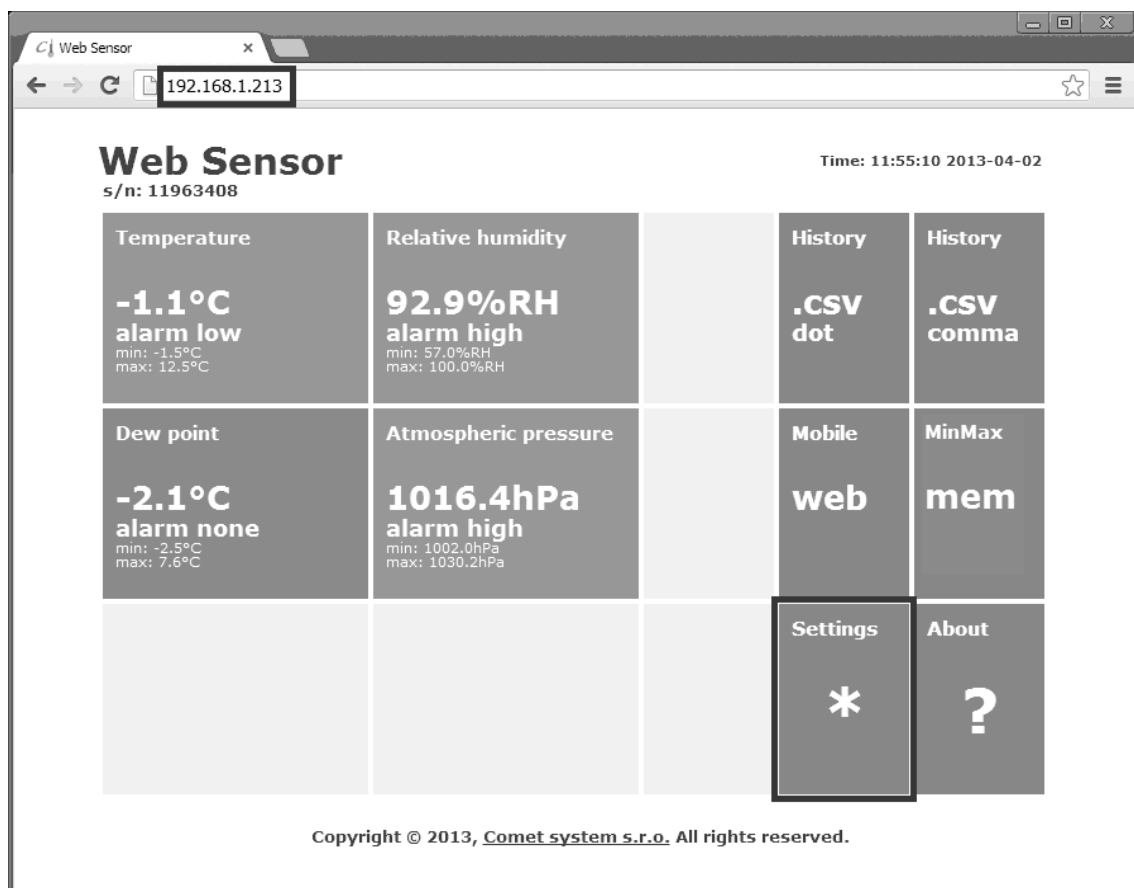 Web Sensor
192.168.1.213
Web Sensor
s/n: 11963408
Time: 11:55:10 2013-04-02
Temperature
-1.1°C
alarm low
min: -1.5°C
max: 12.5°C
Relative humidity
92.9%RH
alarm high
min: 57.0%RH
max: 100.0%RH
History
.csv
dot
History
.csv
comma
Dew point
-2.1°C
alarm none
min: -2.5°C
max: 7.6°C
Atmospheric pressure
1016.4hPa
alarm high
min: 1002.0hPa
max: 1030.2hPa
Mobile
web
MinMax
mem
Settings
*
About
?
Copyright © 2013, Comet system s.r.o. All rights reserved.